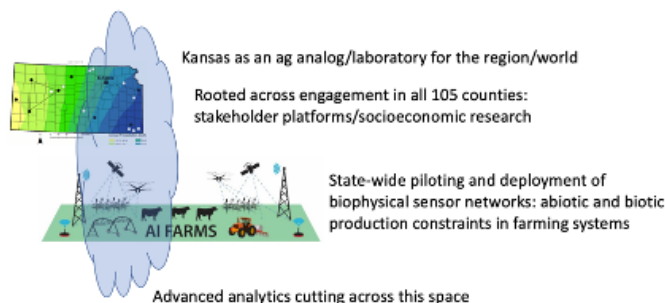 Kansas as an ag analog/laboratory for the region/world
Rooted across engagement in all 105 counties:
stakeholder platforms/socioeconomic research
State-wide piloting and deployment of
biophysical sensor networks: abiotic and biotic
production constraints in farming systems
AI FARMS
Advanced analytics cutting across this space